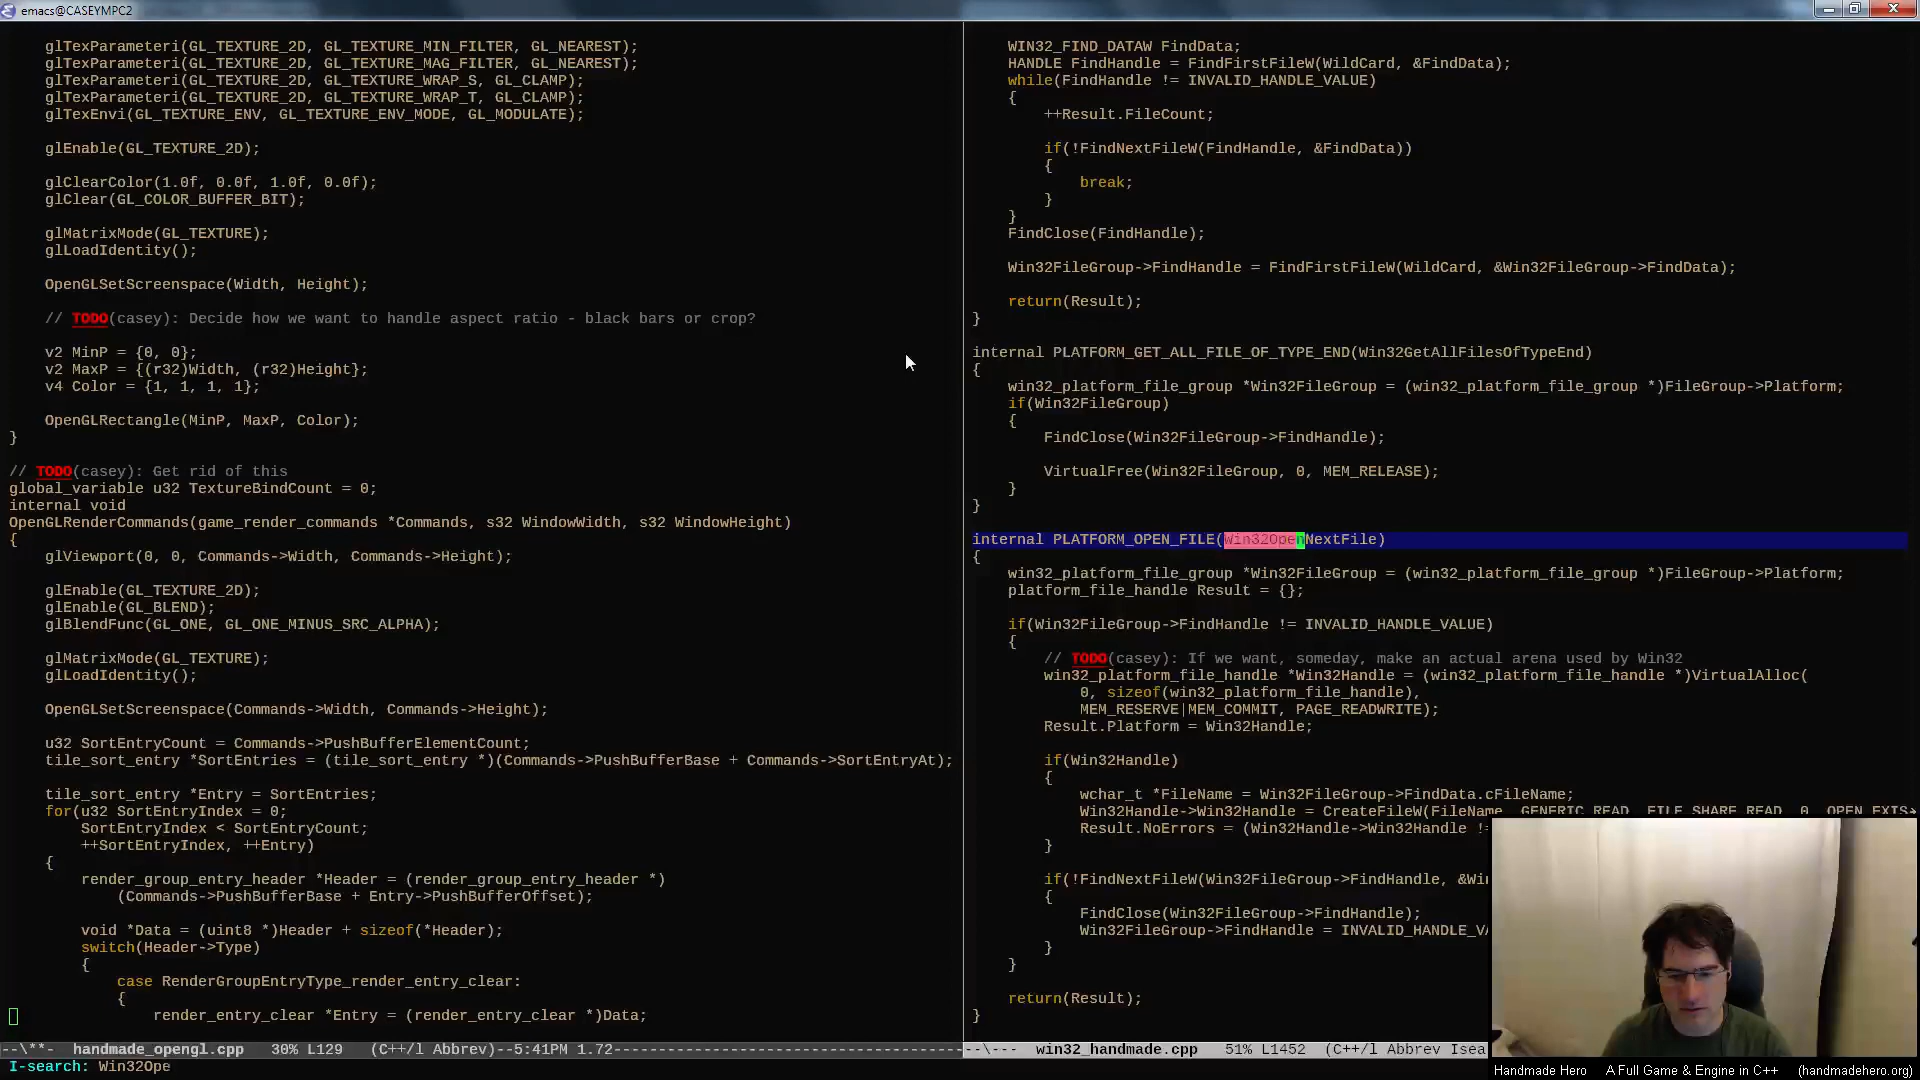 emacs@CASEYMPC2
glTexParameteri(GL_TEXTURE_2D, GL_TEXTURE_MIN_FILTER, GL_NEAREST);
glTexParameteri(GL_TEXTURE_2D, GL_TEXTURE_MAG_FILTER, GL_NEAREST);
glTexParameteri(GL_TEXTURE_2D, GL_TEXTURE_WRAP_S, GL_CLAMP);
glTexParameteri(GL_TEXTURE_2D, GL_TEXTURE_WRAP_T, GL_CLAMP);
glTexEnvi(GL_TEXTURE_ENV, GL_TEXTURE_ENV_MODE, GL_MODULATE);
glEnable(GL_TEXTURE_2D);
glClearColor(1.0f, 0.0f, 1.0f, 0.0f);
glClear(GL_COLOR_BUFFER_BIT);
glMatrixMode(GL_TEXTURE);
glLoadIdentity();
OpenGLSetScreenspace(Width, Height);
// TODO(casey): Decide how we want to handle aspect ratio - black bars or crop?
v2 MinP = {0, 0};
v2 MaxP = {(r32)Width, (r32)Height};
v4 Color = {1, 1, 1, 1};
OpenGLRectangle(MinP, MaxP, Color);
}
// TODO(casey): Get rid of this
global_variable u32 TextureBindCount = 0;
internal void
OpenGLRenderCommands(game_render_commands *Commands, s32 WindowWidth, s32 WindowHeight)
{
glViewport(0, 0, Commands->Width, Commands->Height);
glEnable(GL_TEXTURE_2D);
glEnable(GL_BLEND);
glBlendFunc(GL_ONE, GL_ONE_MINUS_SRC_ALPHA);
glMatrixMode(GL_TEXTURE);
glLoadIdentity();
OpenGLSetScreenspace(Commands->Width, Commands->Height);
u32 SortEntryCount = Commands->PushBufferElementCount;
tile_sort_entry *SortEntries = (tile_sort_entry *)(Commands->PushBufferBase + Commands->SortEntryAt);
tile_sort_entry *Entry = SortEntries;
for(u32 SortEntryIndex = 0;
SortEntryIndex < SortEntryCount;
++SortEntryIndex, ++Entry)
{
render_group_entry_header *Header = (render_group_entry_header *)
(Commands->PushBufferBase + Entry->PushBufferOffset);
void *Data = (uint8 *)Header + sizeof(*Header);
switch(Header->Type)
{
case RenderGroupEntryType_render_entry_clear:
{
render_entry_clear *Entry = (render_entry_clear *)Data;
--\**-  handmade_opengl.cpp   30% L129   (C++/l Abbrev)--5:41PM 1.72
WIN32_FIND_DATAW FindData;
HANDLE FindHandle = FindFirstFileW(WildCard, &FindData);
while(FindHandle != INVALID_HANDLE_VALUE)
{
++Result.FileCount;
if(!FindNextFileW(FindHandle, &FindData))
{
break;
}
}
FindClose(FindHandle);
Win32FileGroup->FindHandle = FindFirstFileW(WildCard, &Win32FileGroup->FindData);
return(Result);
}
internal PLATFORM_GET_ALL_FILE_OF_TYPE_END(Win32GetAllFilesOfTypeEnd)
{
win32_platform_file_group *Win32FileGroup = (win32_platform_file_group *)FileGroup->Platform;
if(Win32FileGroup)
{
FindClose(Win32FileGroup->FindHandle);
VirtualFree(Win32FileGroup, 0, MEM_RELEASE);
}
}
internal PLATFORM_OPEN_FILE(Win32OpenNextFile)
{
win32_platform_file_group *Win32FileGroup = (win32_platform_file_group *)FileGroup->Platform;
platform_file_handle Result = {};
if(Win32FileGroup->FindHandle != INVALID_HANDLE_VALUE)
{
// TODO(casey): If we want, someday, make an actual arena used by Win32
win32_platform_file_handle *Win32Handle = (win32_platform_file_handle *)VirtualAlloc(
0, sizeof(win32_platform_file_handle),
MEM_RESERVE|MEM_COMMIT, PAGE_READWRITE);
Result.Platform = Win32Handle;
if(Win32Handle)
{
wchar_t *FileName = Win32FileGroup->FindData.cFileName;
Win32Handle->Win32Handle = CreateFileW(FileName, GENERIC_READ, FILE_SHARE_READ, 0, OPEN_EXIS
Result.NoErrors = (Win32Handle->Win32Handle !=
}
if(!FindNextFileW(Win32FileGroup->FindHandle, &Wi
{
FindClose(Win32FileGroup->FindHandle);
Win32FileGroup->FindHandle = INVALID_HANDLE_V
}
}
return(Result);
}
--\---  win32_handmade.cpp   51% L1452  (C++/l Abbrev Isea
I-search: Win32Ope
Handmade Hero   A Full Game & Engine in C++   (handmadehero.org)